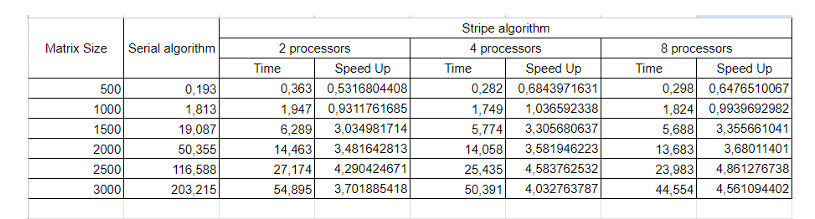 Stripe algorithm
Matrix Size Serial algorithm 2 processors 4 processors 8 processors
Time Speed Up Time Speed Up Time Speed Up
500 0,193 0,363 0,5316804408 0,282 0,6843971631 0,298 0,6476510067
1000 1,813 1,947 0,9311761685 1,749 1,036592338 1,824 0,9939692982
1500 19,087 6,289 3,034981714 5,774 3,305680637 5,688 3,355661041
2000 50,355 14,463 3,481642813 14,058 3,581946223 13,683 3,68011401
2500 116,588 27,174 4,290424671 25,435 4,583762532 23,983 4,861276738
3000 203,215 54,895 3,701885418 50,391 4,032763787 44,554 4,561094402